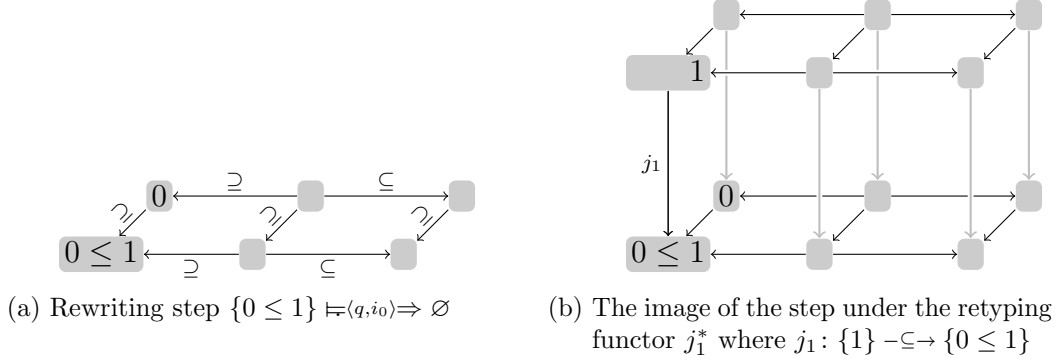 1
0
⊇
⊆
j₁
0
⊇
⊇
⊇
0 ≤ 1
⊇
⊆
0 ≤ 1
(a) Rewriting step {0 ≤ 1} ⊨⟨q,i₀⟩⇒ ∅
(b) The image of the step under the retyping
functor j₁* where j₁: {1} −⊆→ {0 ≤ 1}